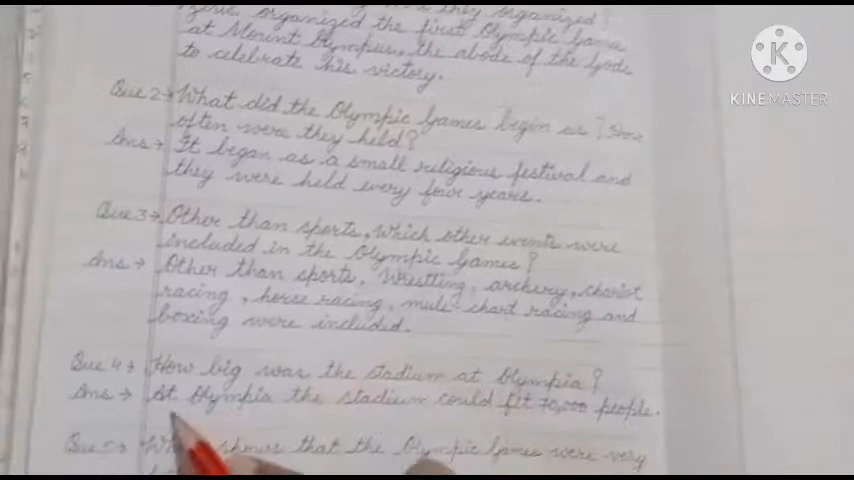 they organized?
Zeus organized the first Olympic Games
at Mount Olympus, the abode of the Gods
to celebrate his victory.
Que 2→ What did the Olympic Games begin as? How
often were they held?
Ans → It began as a small religious festival and
they were held every four years.
Que 3→ Other than sports, which other events were
included in the Olympic Games?
Ans → Other than sports, Wrestling, archery, chariot
racing, horse racing, mule-chart racing and
boxing were included.
Que 4→ How big was the stadium at Olympia?
Ans → At Olympia the stadium could fit 70,000 people.
Que 5→ shows that the Olympic Games were very
KINEMASTER